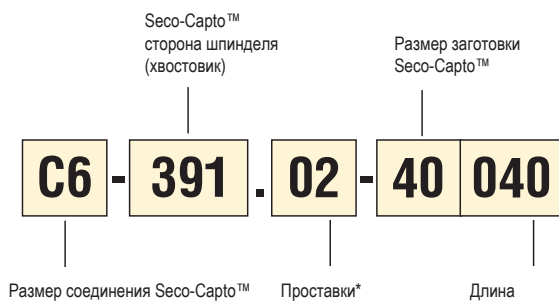 Seco-Capto™
сторона шпинделя
(хвостовик)
Размер заготовки
Seco-Capto™
C6 - 391 . 02 - 40 040
Размер соединения Seco-Capto™
Проставки*
Длина